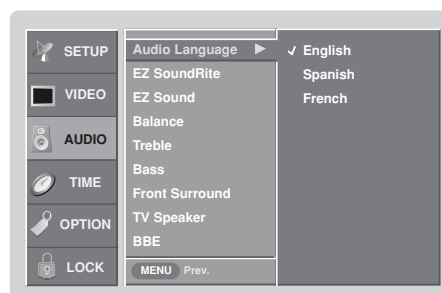 SETUP
VIDEO
AUDIO
TIME
OPTION
LOCK
Audio Language
EZ SoundRite
EZ Sound
Balance
Treble
Bass
Front Surround
TV Speaker
BBE
MENU Prev.
English
Spanish
French